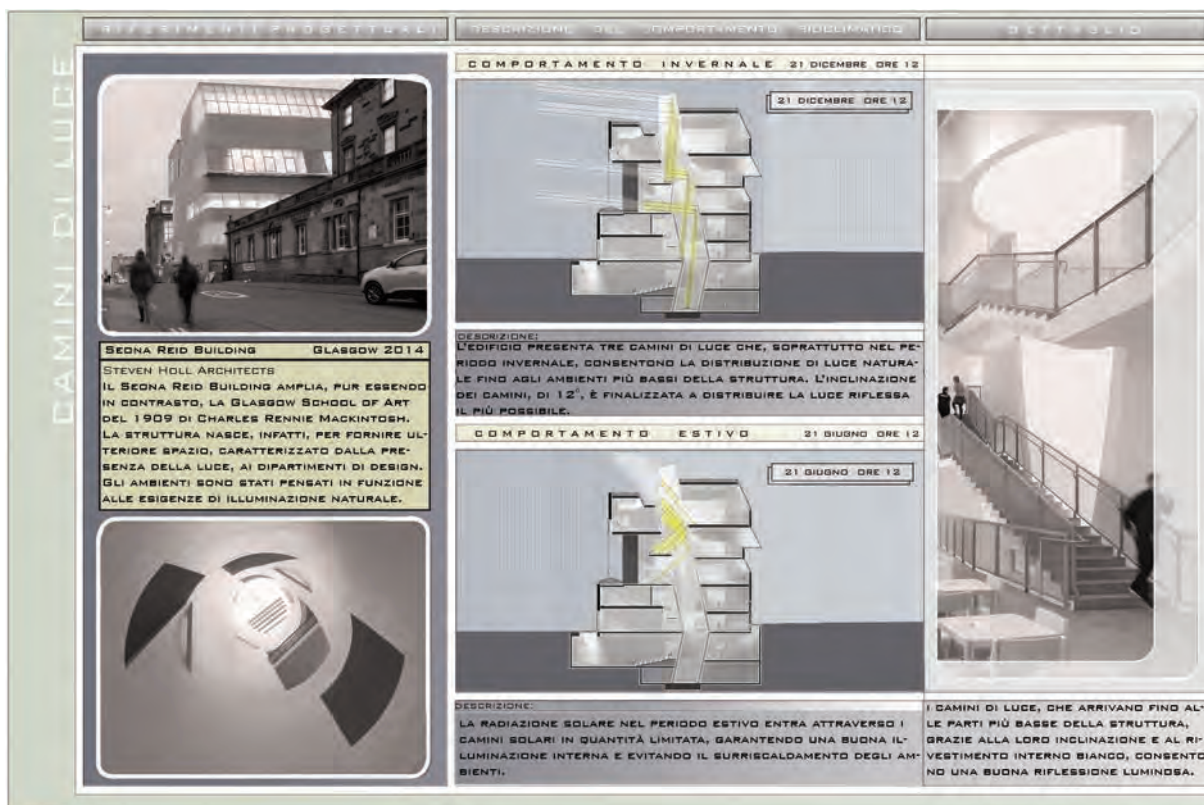 CAMINI DI LUCE
RIFERIMENTI PROGETTUALI
SEONA REID BUILDING GLASGOW 2014
STEVEN HOLL ARCHITECTS
IL SEONA REID BUILDING AMPLIA, PUR ESSENDO
IN CONTRASTO, LA GLASGOW SCHOOL OF ART
DEL 1909 DI CHARLES RENNIE MACKINTOSH.
LA STRUTTURA NASCE, INFATTI, PER FORNIRE UL-
TERIORE SPAZIO, CARATTERIZZATO DALLA PRE-
SENZA DELLA LUCE, AI DIPARTIMENTI DI DESIGN.
GLI AMBIENTI SONO STATI PENSATI IN FUNZIONE
ALLE ESIGENZE DI ILLUMINAZIONE NATURALE.
DESCRIZIONE DEL COMPORTAMENTO BIOCLIMATICO
COMPORTAMENTO INVERNALE 21 DICEMBRE ORE 12
21 DICEMBRE ORE 12
DESCRIZIONE:
L'EDIFICIO PRESENTA TRE CAMINI DI LUCE CHE, SOPRATTUTTO NEL PE-
RIODO INVERNALE, CONSENTONO LA DISTRIBUZIONE DI LUCE NATURA-
LE FINO AGLI AMBIENTI PIÙ BASSI DELLA STRUTTURA. L'INCLINAZIONE
DEI CAMINI, DI 12°, È FINALIZZATA A DISTRIBUIRE LA LUCE RIFLESSA
IL PIÙ POSSIBILE.
COMPORTAMENTO ESTIVO 21 GIUGNO ORE 12
21 GIUGNO ORE 12
DESCRIZIONE:
LA RADIAZIONE SOLARE NEL PERIODO ESTIVO ENTRA ATTRAVERSO I
CAMINI SOLARI IN QUANTITÀ LIMITATA, GARANTENDO UNA BUONA IL-
LUMINAZIONE INTERNA E EVITANDO IL SURRISCALDAMENTO DEGLI AM-
BIENTI.
DETTAGLIO
I CAMINI DI LUCE, CHE ARRIVANO FINO AL-
LE PARTI PIÙ BASSE DELLA STRUTTURA,
GRAZIE ALLA LORO INCLINAZIONE E AL RI-
VESTIMENTO INTERNO BIANCO, CONSENTO
NO UNA BUONA RIFLESSIONE LUMINOSA.